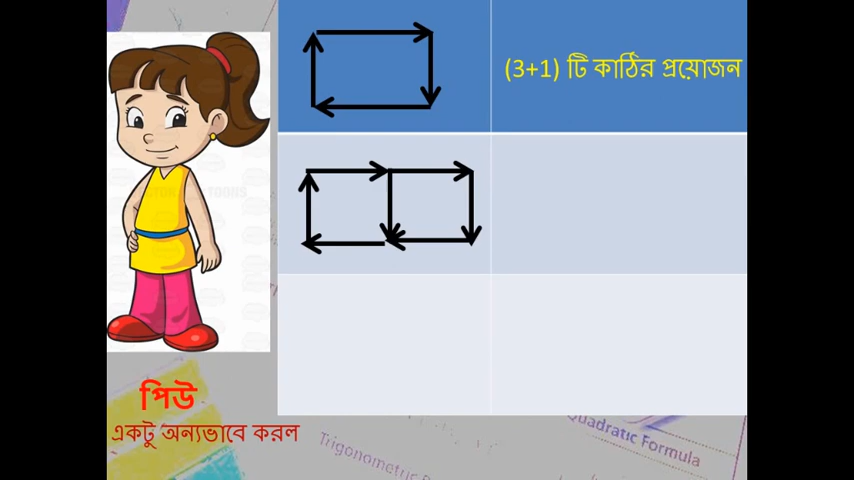 (3+1) টি কাঠির প্রয়োজন
পিউ
একটু অন্যভাবে করল
Quadratic Formula
Trigonometric